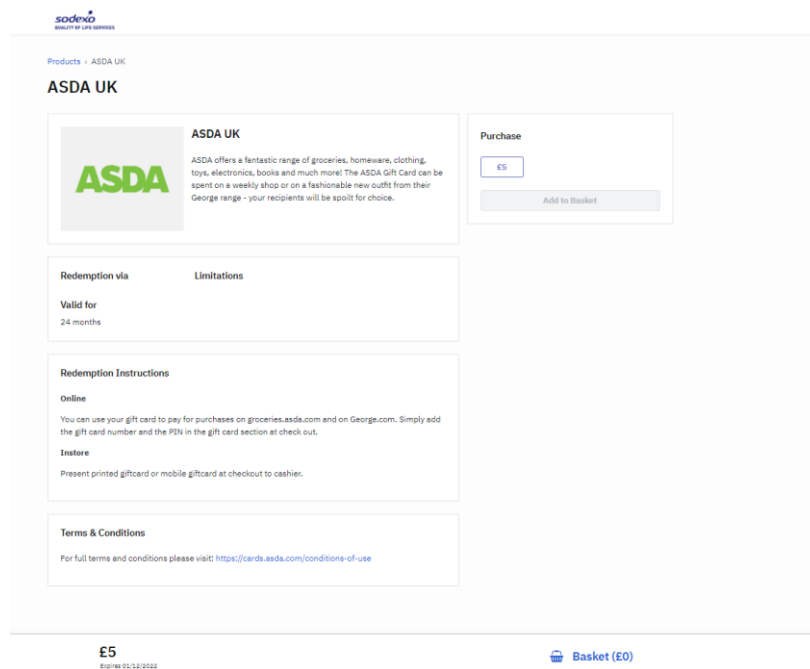 sodexo
QUALITY OF LIFE SERVICES
Products › ASDA UK
ASDA UK
ASDA
ASDA UK
ASDA offers a fantastic range of groceries, homeware, clothing,
toys, electronics, books and much more! The ASDA Gift Card can be
spent on a weekly shop or on a fashionable new outfit from their
George range - your recipients will be spoilt for choice.
Purchase
£5
Add to Basket
Redemption via
Limitations
Valid for
24 months
Redemption Instructions
Online
You can use your gift card to pay for purchases on groceries.asda.com and on George.com. Simply add
the gift card number and the PIN in the gift card section at check out.
Instore
Present printed giftcard or mobile giftcard at checkout to cashier.
Terms & Conditions
For full terms and conditions please visit: https://cards.asda.com/conditions-of-use
£5
Expires 01/12/2022
Basket (£0)